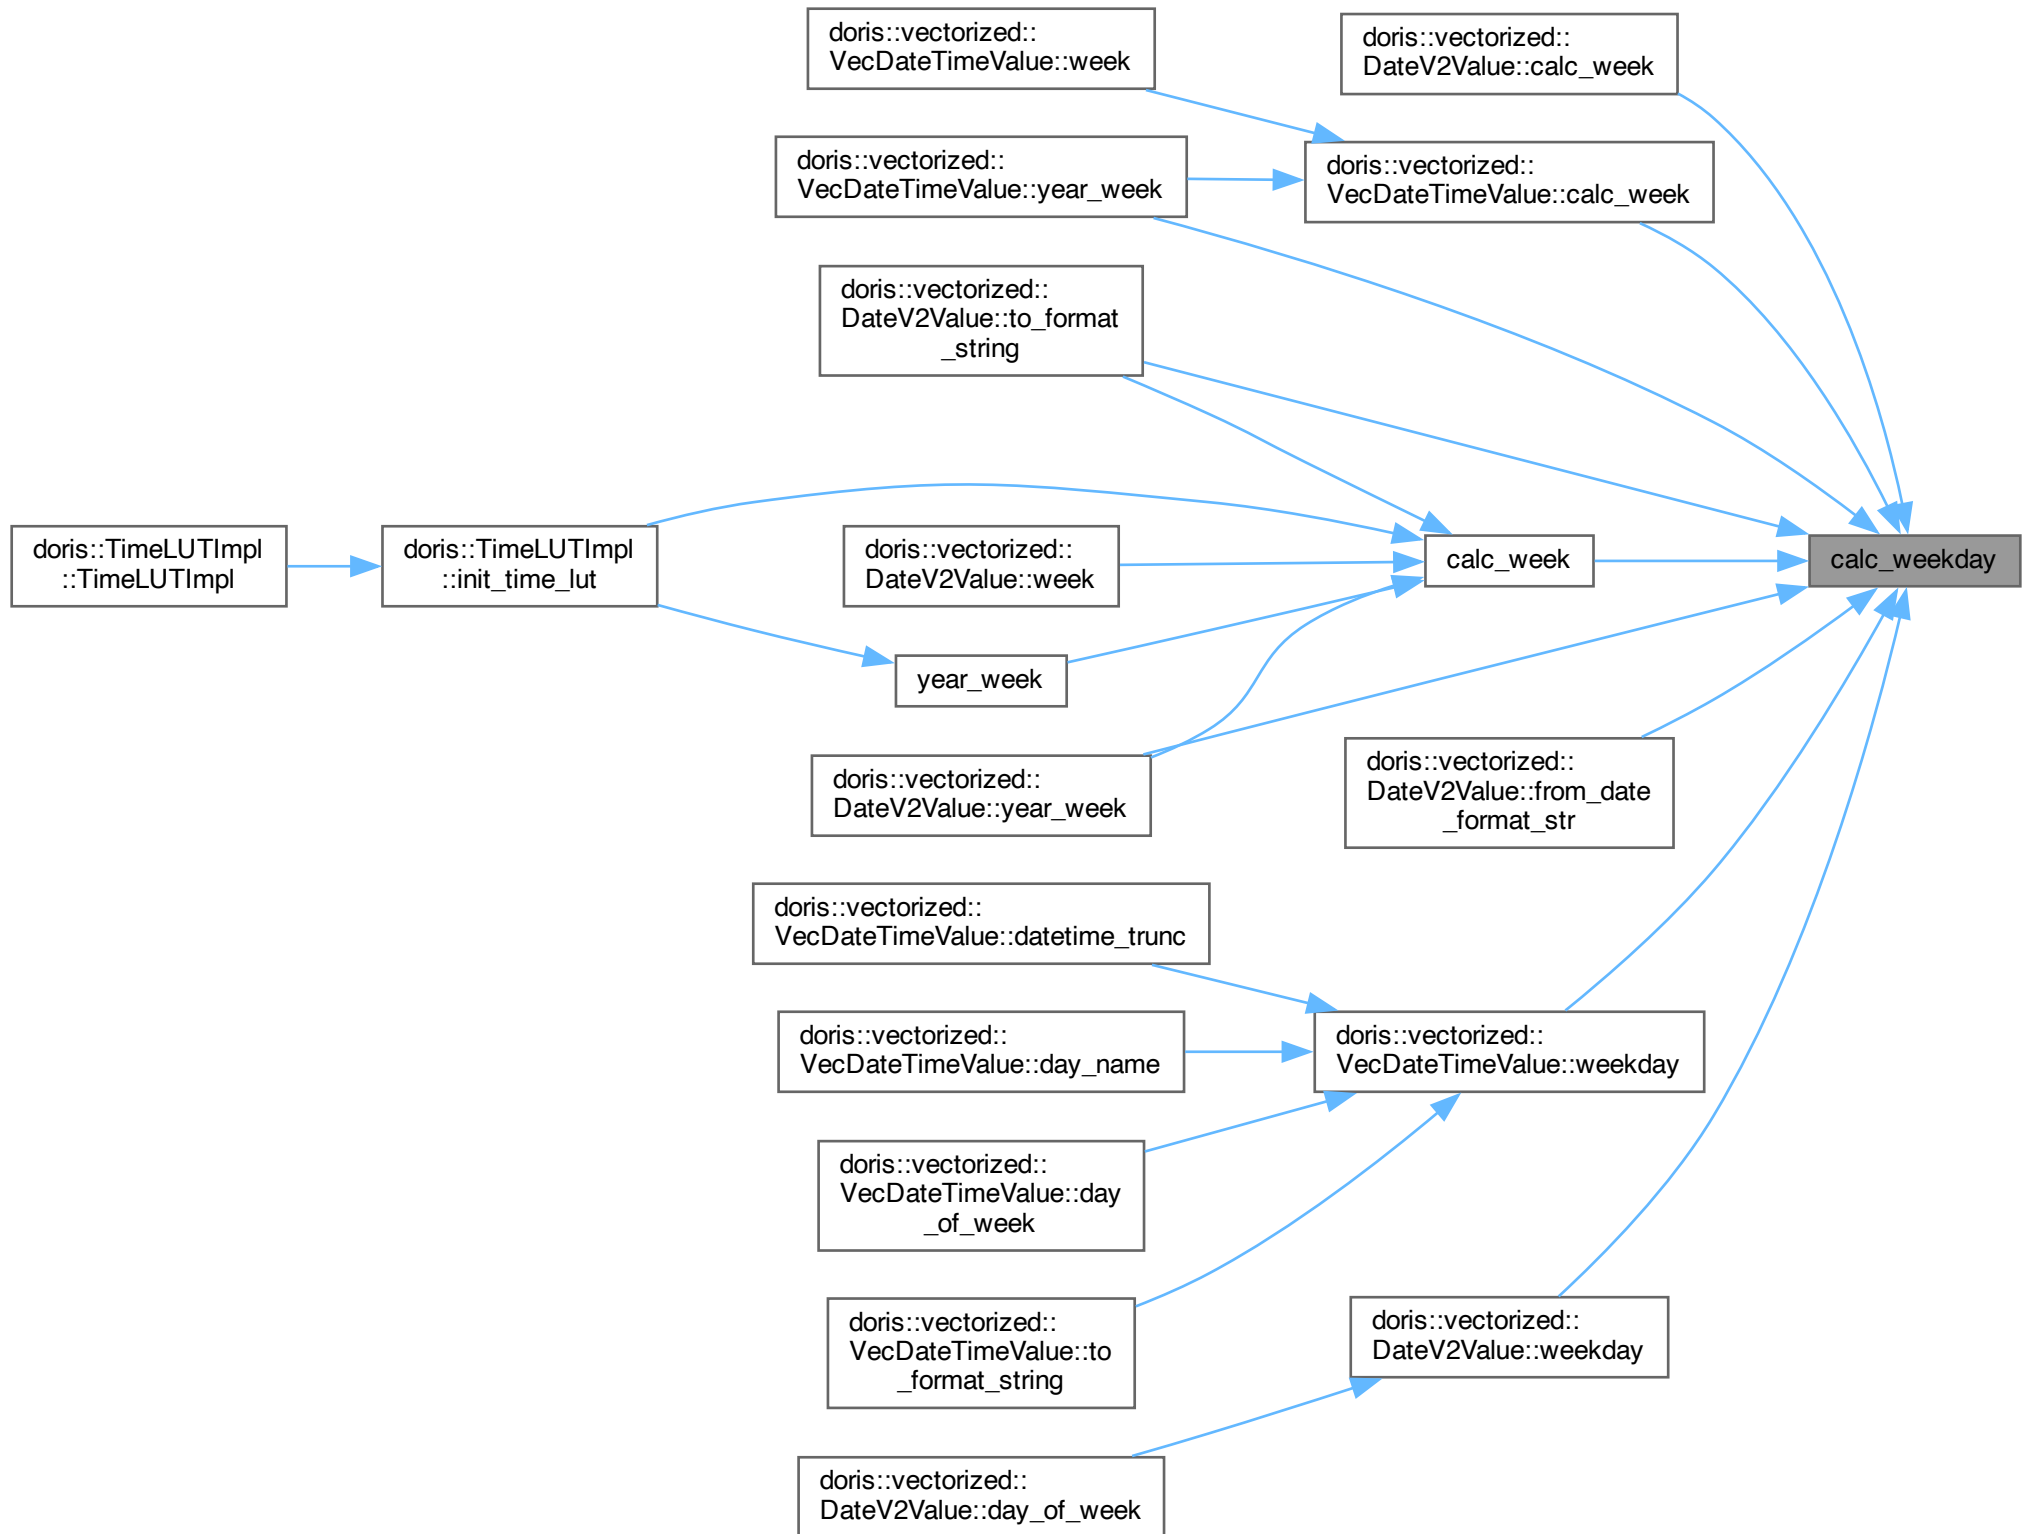 doris::vectorized::
VecDateTimeValue::week
doris::vectorized::
DateV2Value::calc_week
doris::vectorized::
VecDateTimeValue::year_week
doris::vectorized::
VecDateTimeValue::calc_week
doris::vectorized::
DateV2Value::to_format
_string
doris::TimeLUTImpl
::TimeLUTImpl
doris::TimeLUTImpl
::init_time_lut
doris::vectorized::
DateV2Value::week
calc_week
calc_weekday
year_week
doris::vectorized::
DateV2Value::year_week
doris::vectorized::
DateV2Value::from_date
_format_str
doris::vectorized::
VecDateTimeValue::datetime_trunc
doris::vectorized::
VecDateTimeValue::day_name
doris::vectorized::
VecDateTimeValue::weekday
doris::vectorized::
VecDateTimeValue::day
_of_week
doris::vectorized::
VecDateTimeValue::to
_format_string
doris::vectorized::
DateV2Value::weekday
doris::vectorized::
DateV2Value::day_of_week